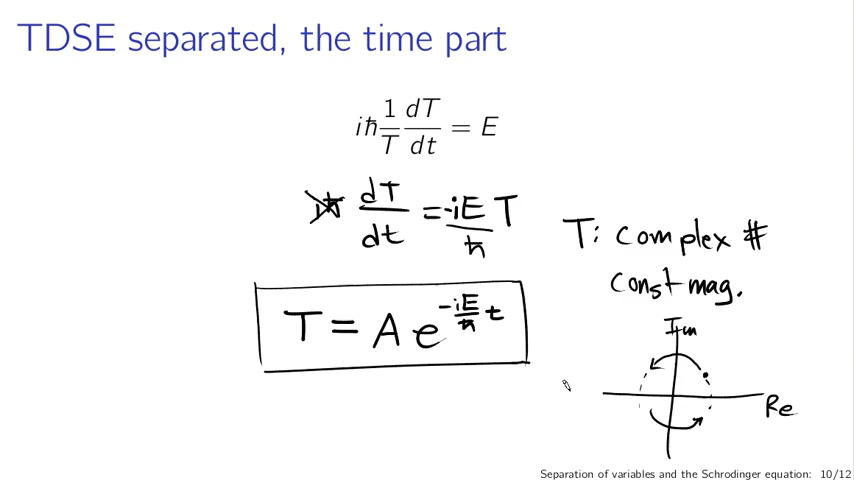 TDSE separated, the time part
iħ 1/T dT/dt = E
iħ dT/dt = -iE/ħ T
T: complex #
const mag.
T = A e^(-iE/ħ t)
Im
Re
Separation of variables and the Schrodinger equation: 10/12